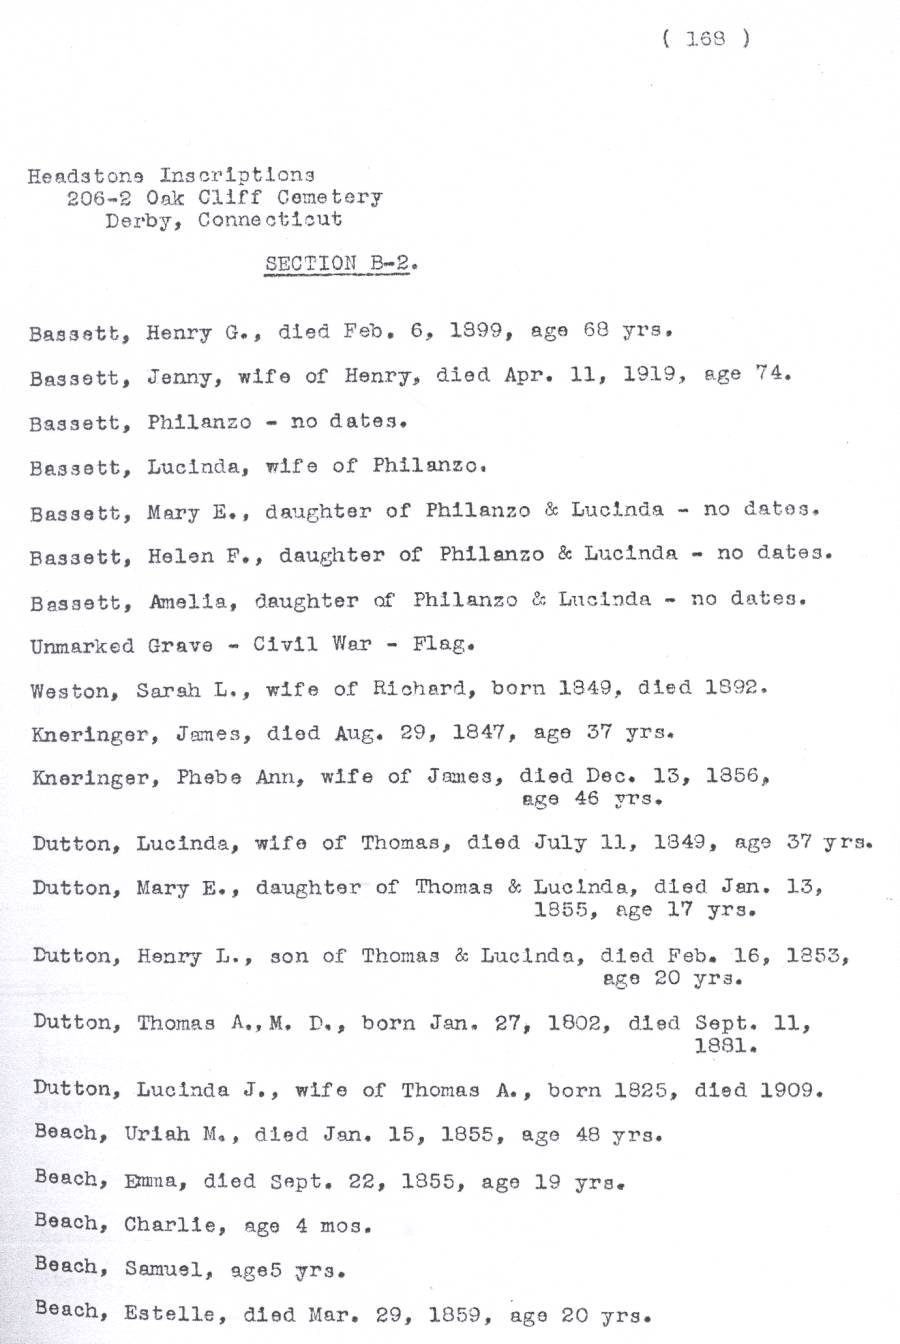 ( 168 )
Headstone Inscriptions
206-2 Oak Cliff Cemetery
Derby, Connecticut
SECTION B-2.
Bassett, Henry G., died Feb. 6, 1899, age 68 yrs.
Bassett, Jenny, wife of Henry, died Apr. 11, 1919, age 74.
Bassett, Philanzo - no dates.
Bassett, Lucinda, wife of Philanzo.
Bassett, Mary E., daughter of Philanzo & Lucinda - no dates.
Bassett, Helen F., daughter of Philanzo & Lucinda - no dates.
Bassett, Amelia, daughter of Philanzo & Lucinda - no dates.
Unmarked Grave - Civil War - Flag.
Weston, Sarah L., wife of Richard, born 1849, died 1892.
Kneringer, James, died Aug. 29, 1847, age 37 yrs.
Kneringer, Phebe Ann, wife of James, died Dec. 13, 1856,
age 46 yrs.
Dutton, Lucinda, wife of Thomas, died July 11, 1849, age 37 yrs.
Dutton, Mary E., daughter of Thomas & Lucinda, died Jan. 13,
1855, age 17 yrs.
Dutton, Henry L., son of Thomas & Lucinda, died Feb. 16, 1853,
age 20 yrs.
Dutton, Thomas A.,M. D., born Jan. 27, 1802, died Sept. 11,
1881.
Dutton, Lucinda J., wife of Thomas A., born 1825, died 1909.
Beach, Uriah M., died Jan. 15, 1855, age 48 yrs.
Beach, Emma, died Sept. 22, 1855, age 19 yrs.
Beach, Charlie, age 4 mos.
Beach, Samuel, age5 yrs.
Beach, Estelle, died Mar. 29, 1859, age 20 yrs.